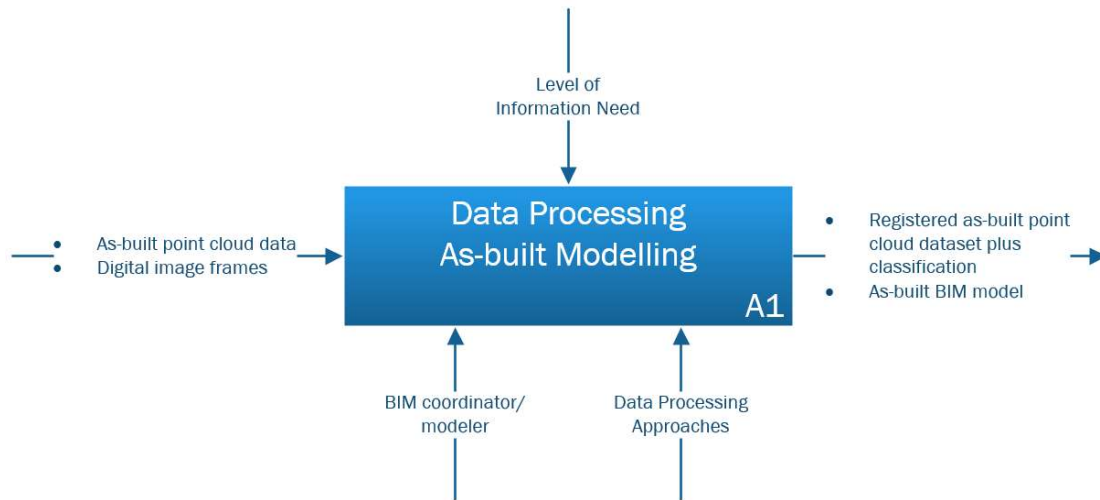 Level of
Information Need
• As-built point cloud data
• Digital image frames
Data Processing
As-built Modelling
A1
• Registered as-built point
cloud dataset plus
classification
• As-built BIM model
BIM coordinator/
modeler
Data Processing
Approaches